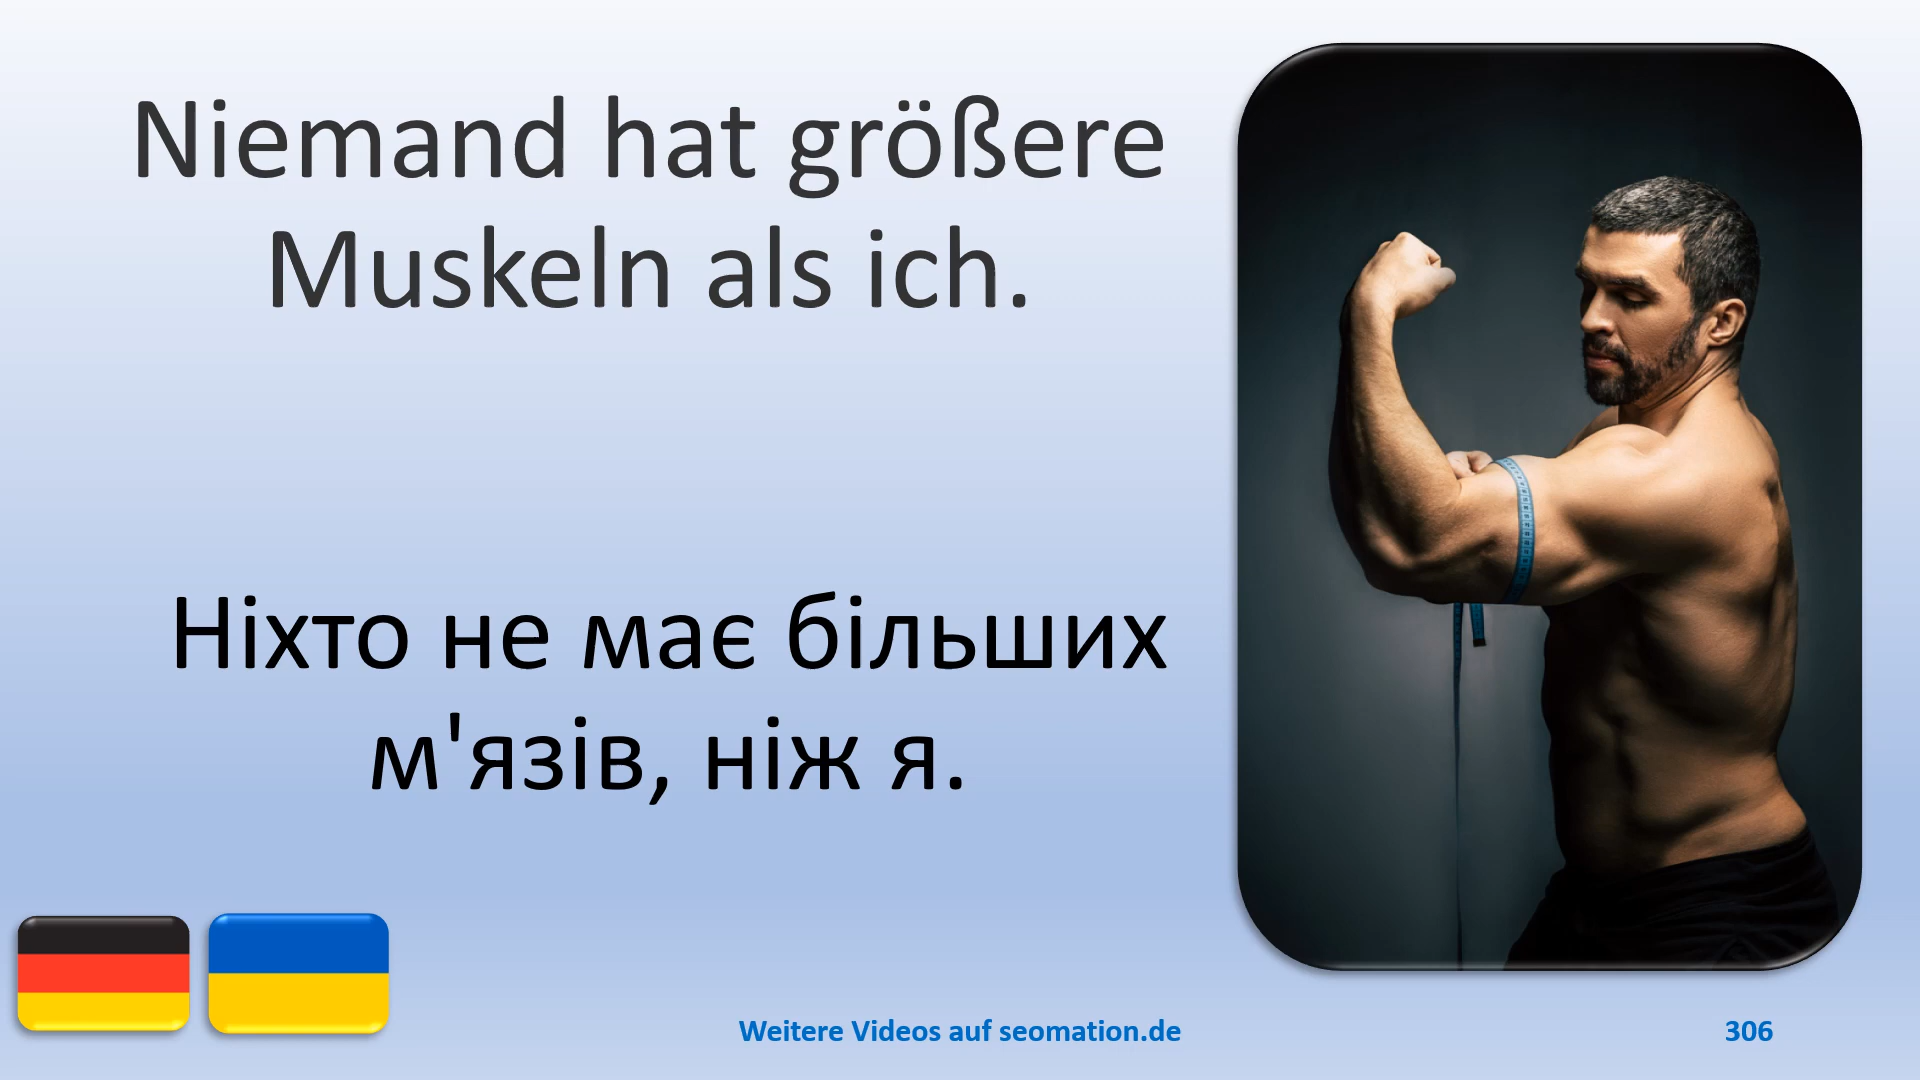 Niemand hat größere
Muskeln als ich.
Ніхто не має більших
м'язів, ніж я.
Weitere Videos auf seomation.de
306